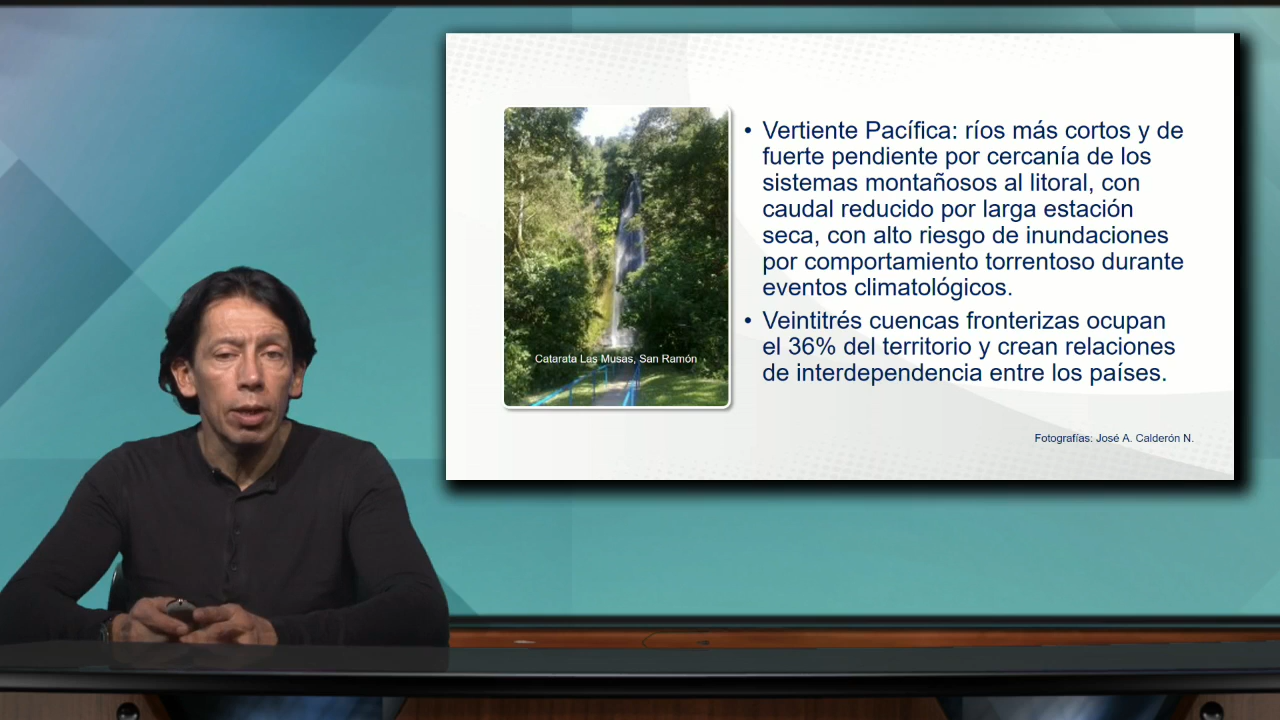 • Vertiente Pacífica: ríos más cortos y de
fuerte pendiente por cercanía de los
sistemas montañosos al litoral, con
caudal reducido por larga estación
seca, con alto riesgo de inundaciones
por comportamiento torrentoso durante
eventos climatológicos.
• Veintitrés cuencas fronterizas ocupan
el 36% del territorio y crean relaciones
de interdependencia entre los países.
Catarata Las Musas, San Ramón
Fotografías: José A. Calderón N.